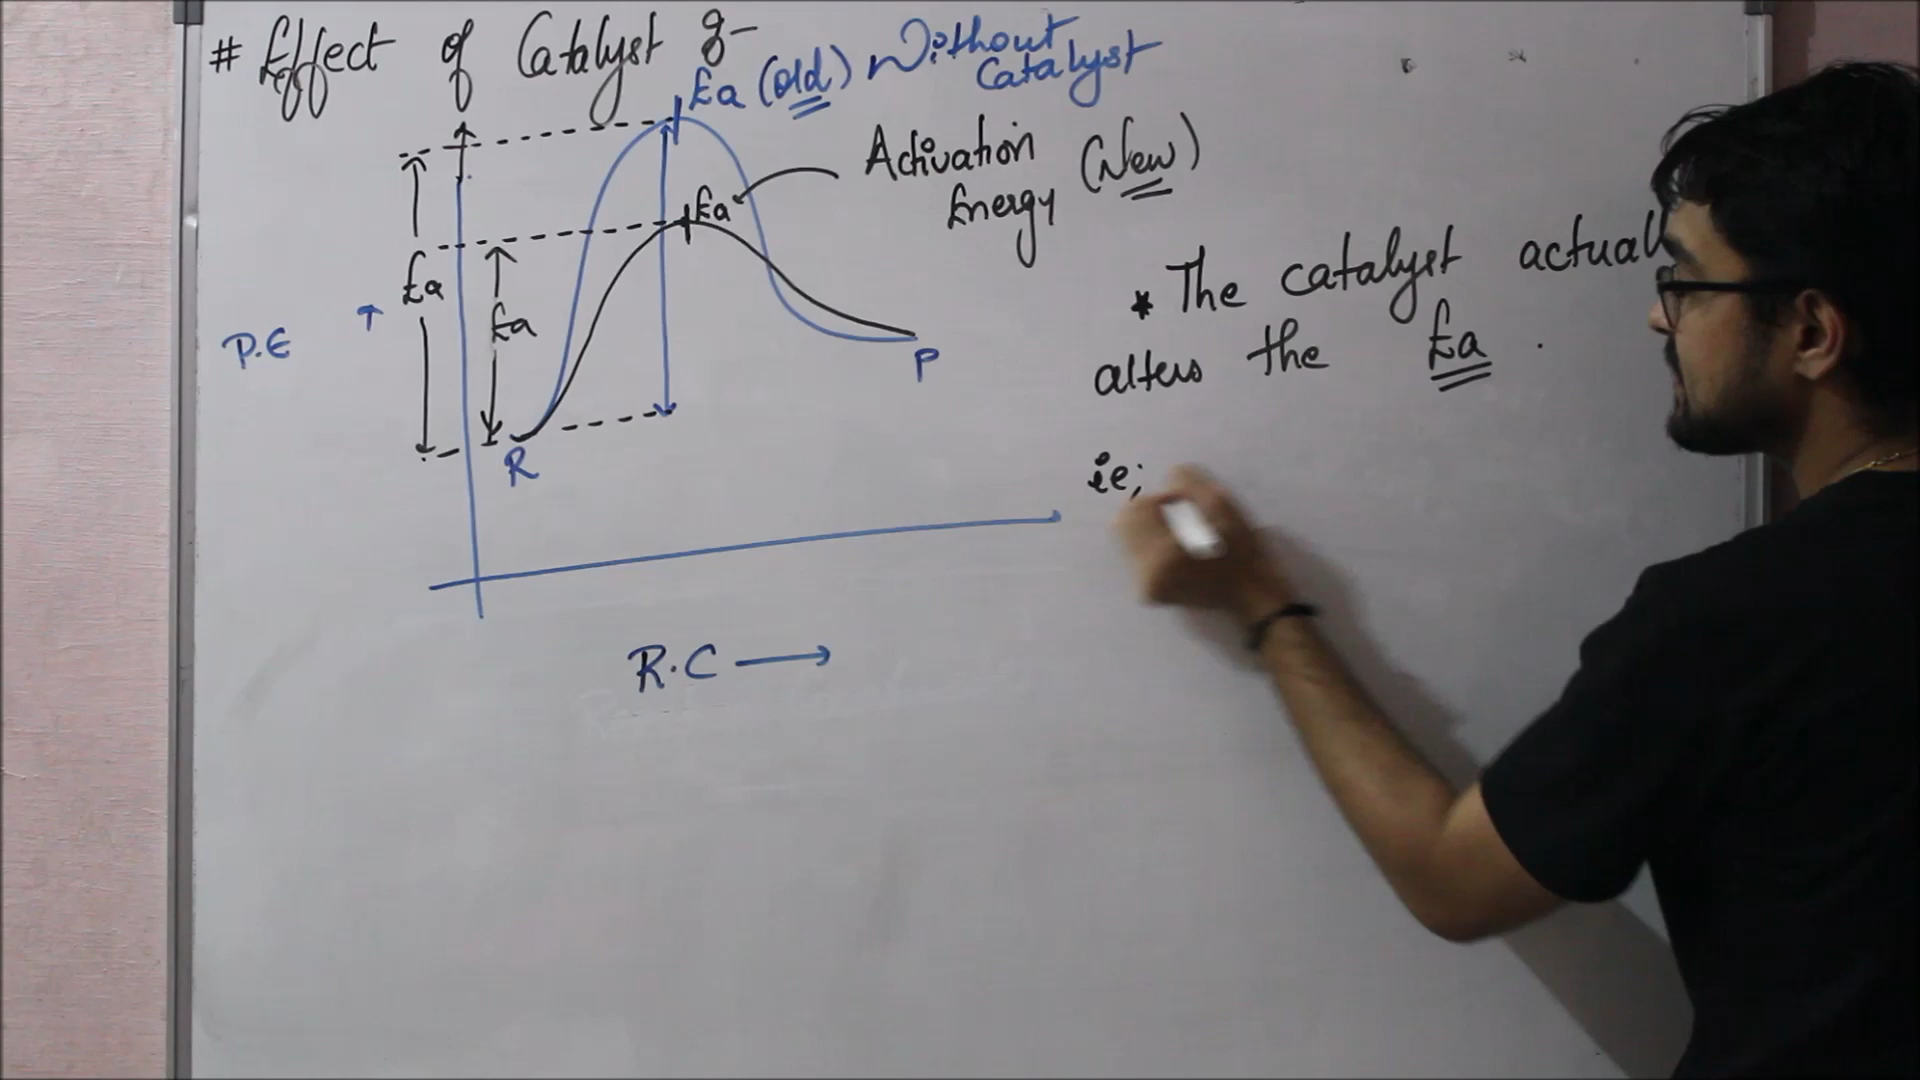 # Effect of Catalyst :-
Ea (old) Without
Catalyst
Activation
Energy (New)
Ea
Ea
Ea
P.E
R
P
R.C
* The catalyst actuall
alters the Ea .
ie;